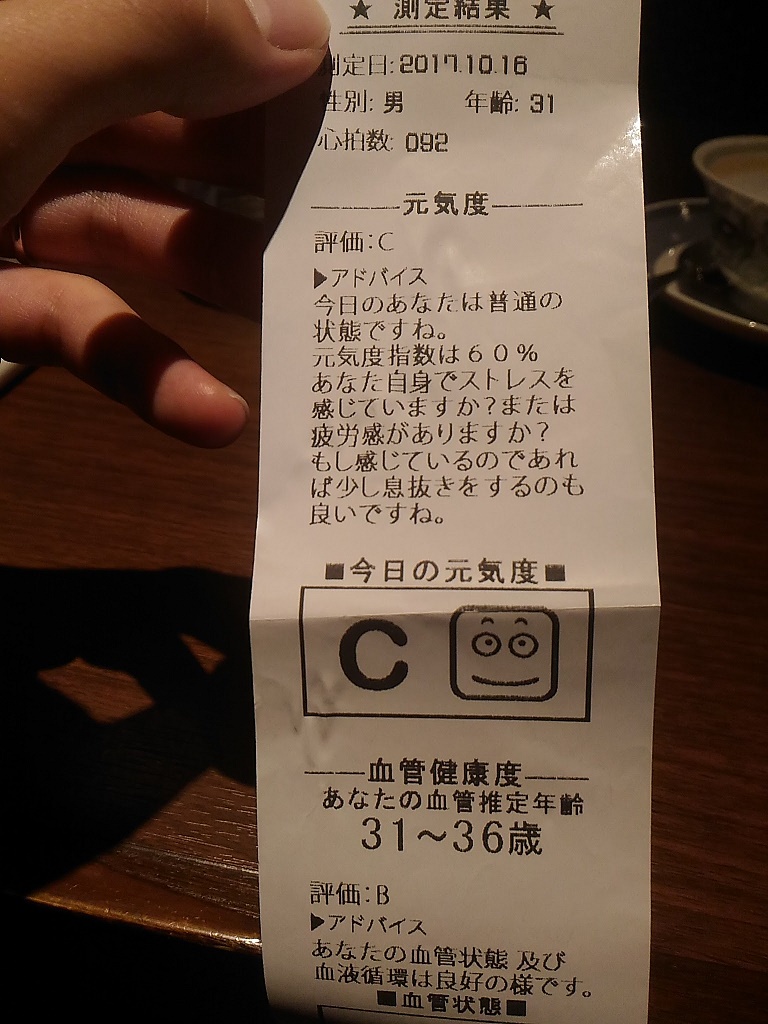 ★ 測定結果 ★
測定日:2017.10.16
性別: 男 年齢: 31
心拍数: 092
元気度
評価:C
▶アドバイス
今日のあなたは普通の
状態ですね。
元気度指数は60%
あなた自身でストレスを
感じていますか?または
疲労感がありますか?
もし感じているのであれ
ば少し息抜きをするのも
良いですね。
■今日の元気度■
C
血管健康度
あなたの血管推定年齢
31~36歳
評価:B
▶アドバイス
あなたの血管状態 及び
血液循環は良好の様です。
■血管状態■